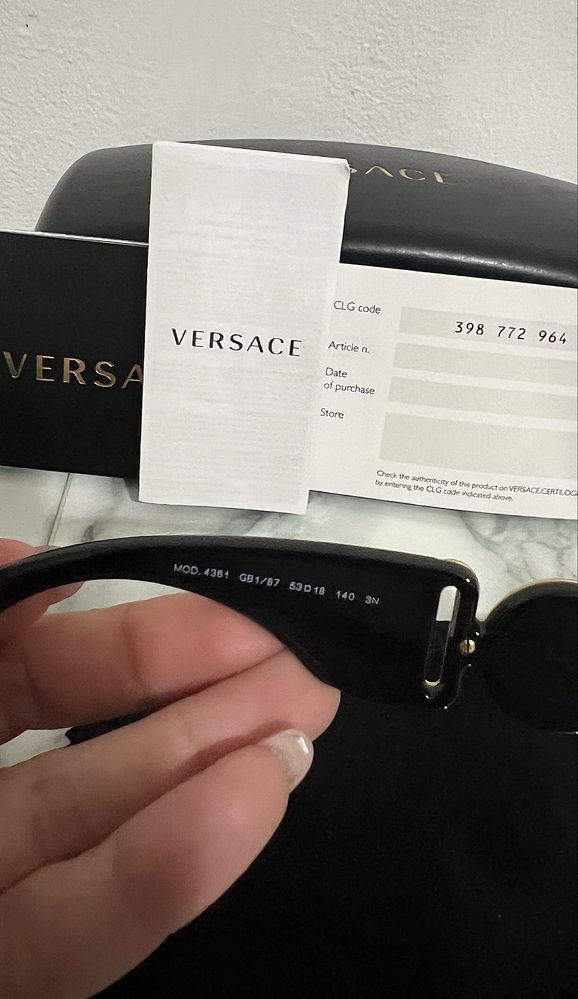 SACE
VERSA
VERSACE
CLG code
398 772 964
Article n.
Date
of purchase
Store
Check the authenticity of this product on VERSACE.CERTILOG
by entering the CLG code indicated above.
MOD. 4361 GB1/87 53□18 140 3N